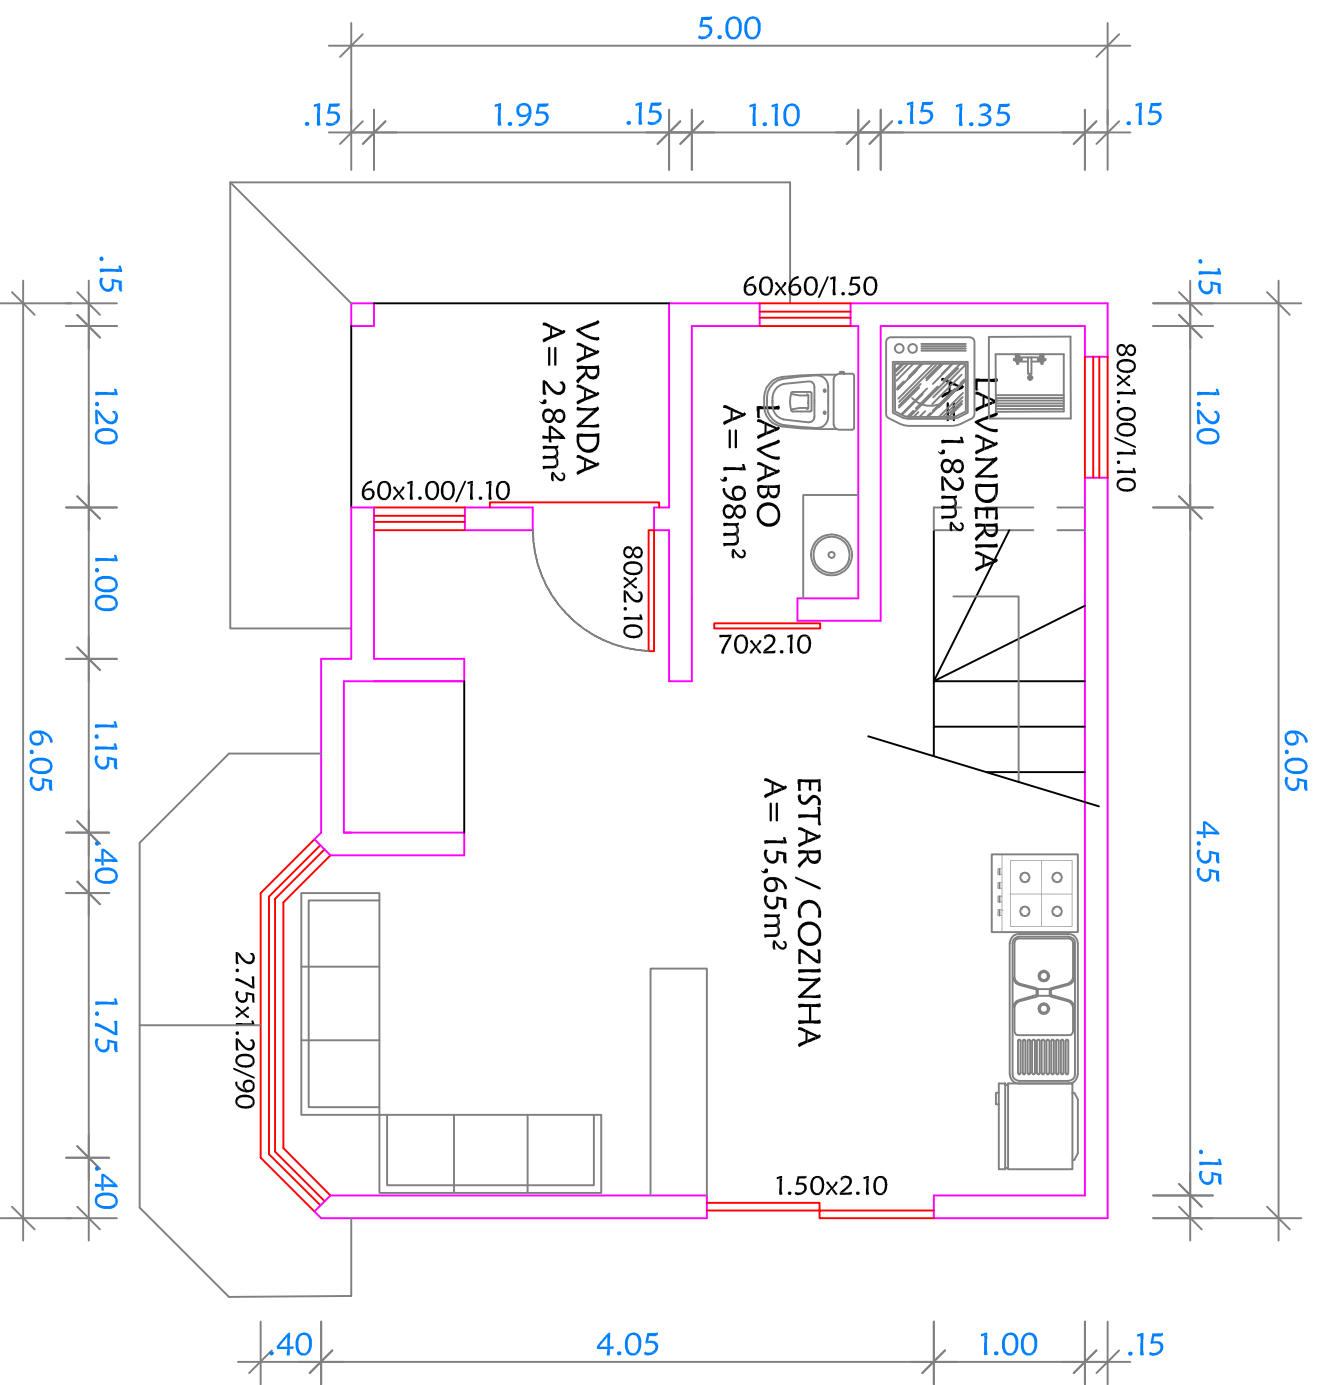 5.00
.15
1.95
.15
1.10
.15
1.35
.15
60x60/1.50
.15
1.20
1.00
1.15
.40
1.75
.40
6.05
VARANDA
A= 2,84m²
60x1.00/1.10
80x2.10
LAVABO
A= 1,98m²
70x2.10
LAVANDERIA
A= 1,82m²
80x1.00/1.10
.15
1.20
4.55
.15
6.05
ESTAR / COZINHA
A= 15,65m²
2.75x1.20/90
1.50x2.10
.40
4.05
1.00
.15